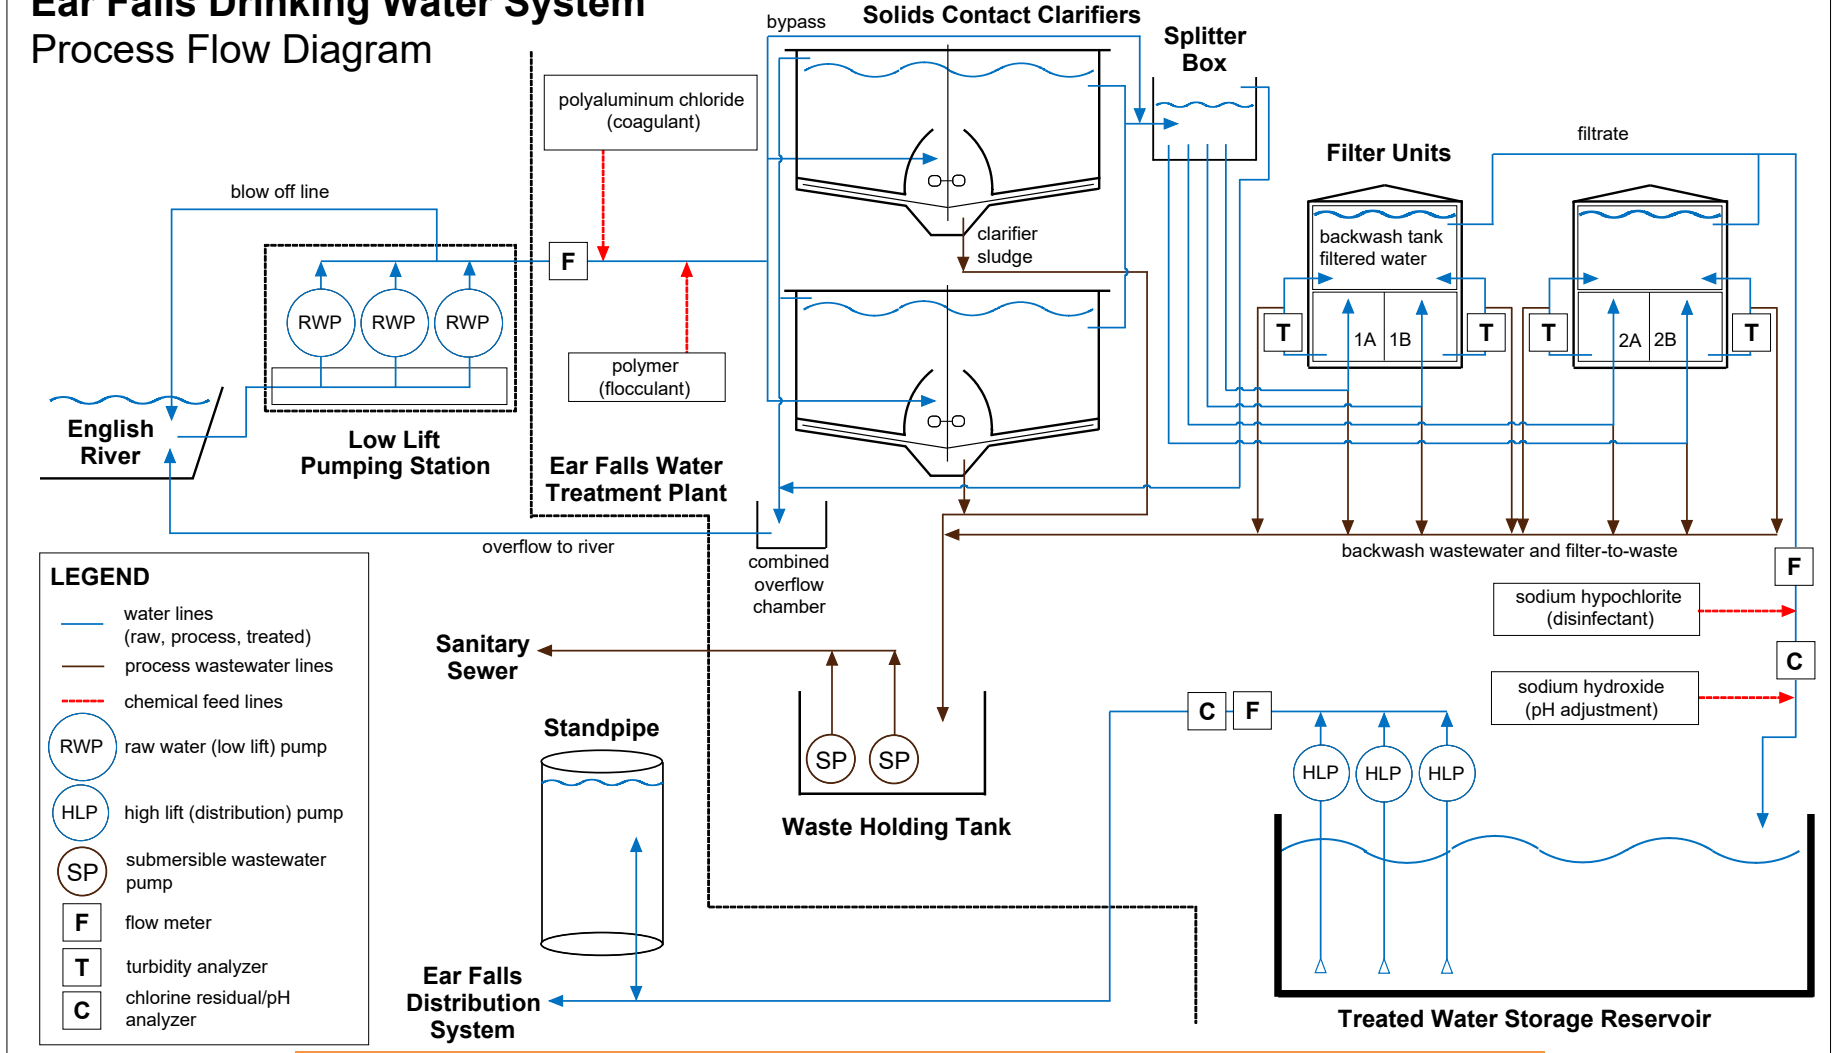 Ear Falls Drinking Water System
Process Flow Diagram
bypass
Solids Contact Clarifiers
Splitter
Box
polyaluminum chloride
(coagulant)
filtrate
Filter Units
blow off line
clarifier
sludge
backwash tank
filtered water
F
RWP
RWP
RWP
T
1A
1B
T
T
2A
2B
T
polymer
(flocculant)
English
River
Low Lift
Pumping Station
Ear Falls Water
Treatment Plant
overflow to river
combined
overflow
chamber
backwash wastewater and filter-to-waste
F
sodium hypochlorite
(disinfectant)
C
sodium hydroxide
(pH adjustment)
Sanitary
Sewer
SP
SP
Waste Holding Tank
C
F
HLP
HLP
HLP
Standpipe
Ear Falls
Distribution
System
Treated Water Storage Reservoir
LEGEND
water lines
(raw, process, treated)
process wastewater lines
chemical feed lines
RWP
raw water (low lift) pump
HLP
high lift (distribution) pump
SP
submersible wastewater
pump
F
flow meter
T
turbidity analyzer
C
chlorine residual/pH
analyzer